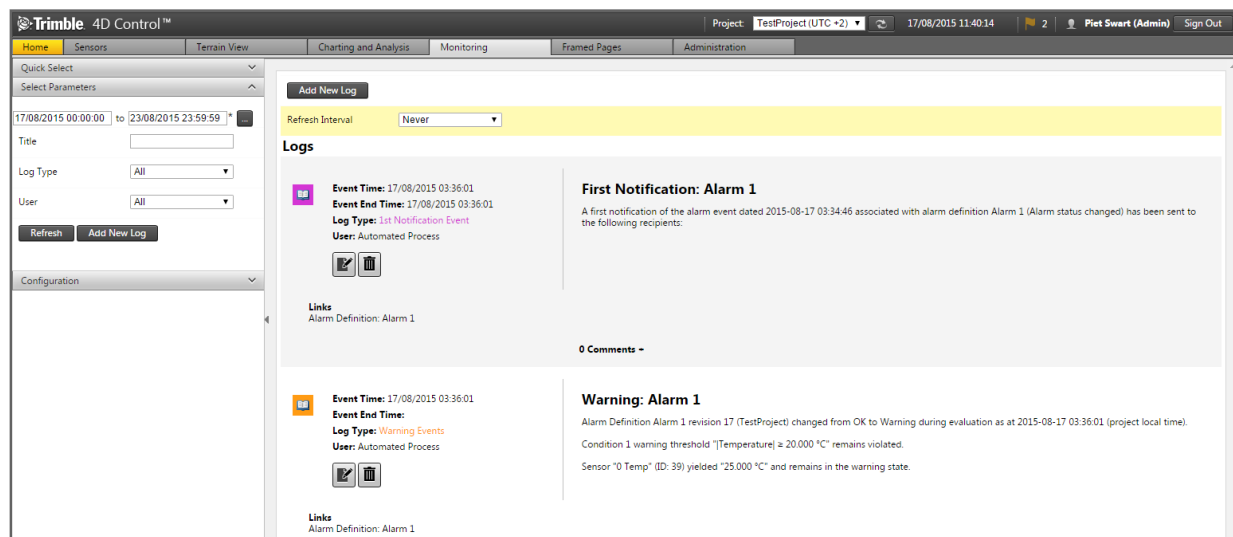 Trimble. 4D Control™
Project: TestProject (UTC +2) 17/08/2015 11:40:14 2 Piet Swart (Admin) Sign Out
Home Sensors Terrain View Charting and Analysis Monitoring Framed Pages Administration
Quick Select
Select Parameters
17/08/2015 00:00:00 to 23/08/2015 23:59:59 * ...
Title
Log Type All
User All
Refresh Add New Log
Configuration
Add New Log
Refresh Interval Never
Logs
Event Time: 17/08/2015 03:36:01
Event End Time: 17/08/2015 03:36:01
Log Type: 1st Notification Event
User: Automated Process
First Notification: Alarm 1
A first notification of the alarm event dated 2015-08-17 03:34:46 associated with alarm definition Alarm 1 (Alarm status changed) has been sent to
the following recipients:
Links
Alarm Definition: Alarm 1
0 Comments -
Event Time: 17/08/2015 03:36:01
Event End Time:
Log Type: Warning Events
User: Automated Process
Warning: Alarm 1
Alarm Definition Alarm 1 revision 17 (TestProject) changed from OK to Warning during evaluation as at 2015-08-17 03:36:01 (project local time).
Condition 1 warning threshold "|Temperature| ≥ 20.000 °C" remains violated.
Sensor "0 Temp" (ID: 39) yielded "25.000 °C" and remains in the warning state.
Links
Alarm Definition: Alarm 1